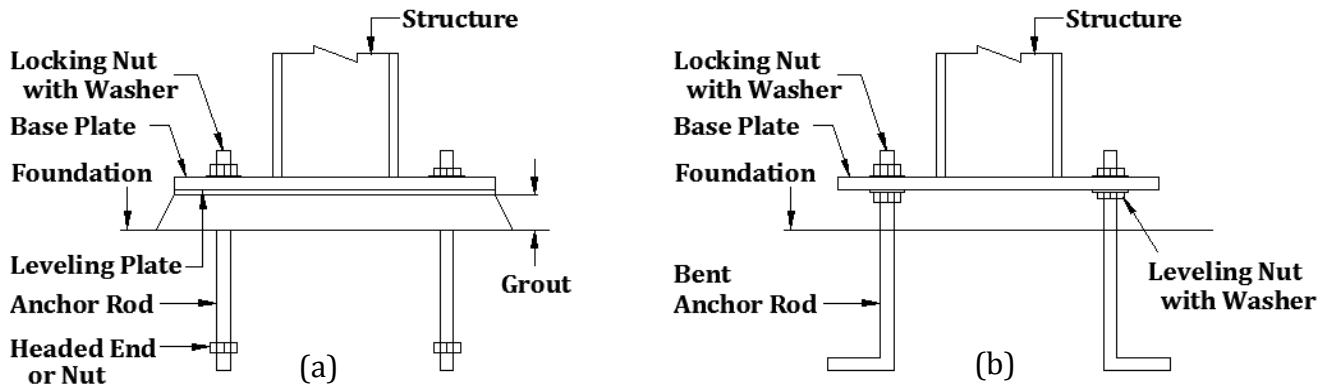 Structure
Locking Nut
with Washer
Base Plate
Foundation
Leveling Plate
Anchor Rod
Headed End
or Nut
Grout
(a)
Structure
Locking Nut
with Washer
Base Plate
Foundation
Bent
Anchor Rod
Leveling Nut
with Washer
(b)